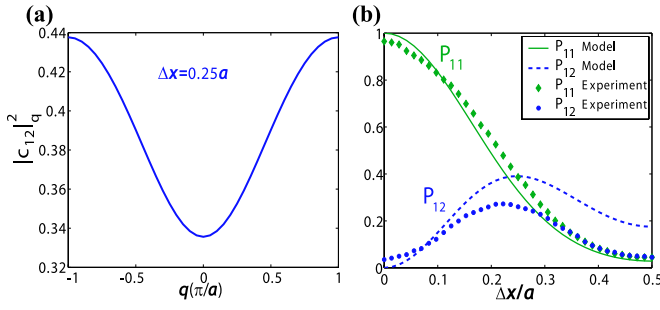 (a)
0.44
0.42
0.40
0.38
0.36
0.34
0.32
|c₁₂|²q
Δx=0.25a
-1 -0.5 0 0.5 1
q(π/a)
(b)
1
0.8
0.6
0.4
0.2
0
P₁₁
P₁₂
P₁₁ Model
P₁₂ Model
P₁₁ Experiment
P₁₂ Experiment
0 0.1 0.2 0.3 0.4 0.5
Δx/a